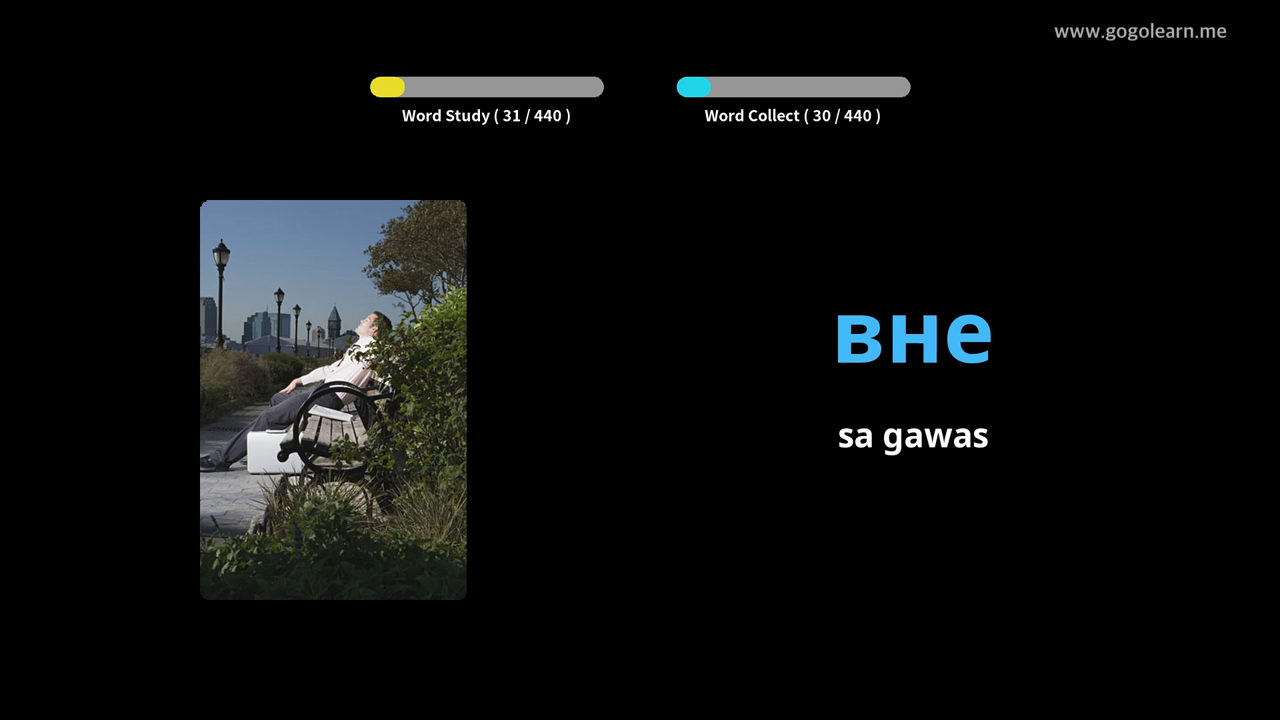 www.gogolearn.me
Word Study ( 31 / 440 )
Word Collect ( 30 / 440 )
вне
sa gawas